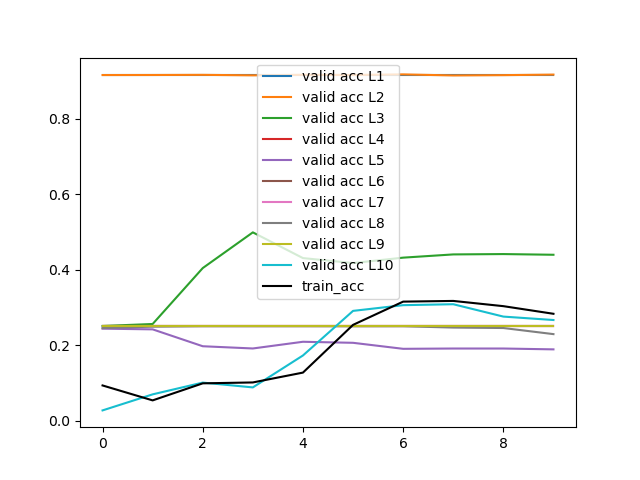 valid acc L1
valid acc L2
valid acc L3
valid acc L4
valid acc L5
valid acc L6
valid acc L7
valid acc L8
valid acc L9
valid acc L10
train_acc
0.8
0.6
0.4
0.2
0.0
0 2 4 6 8